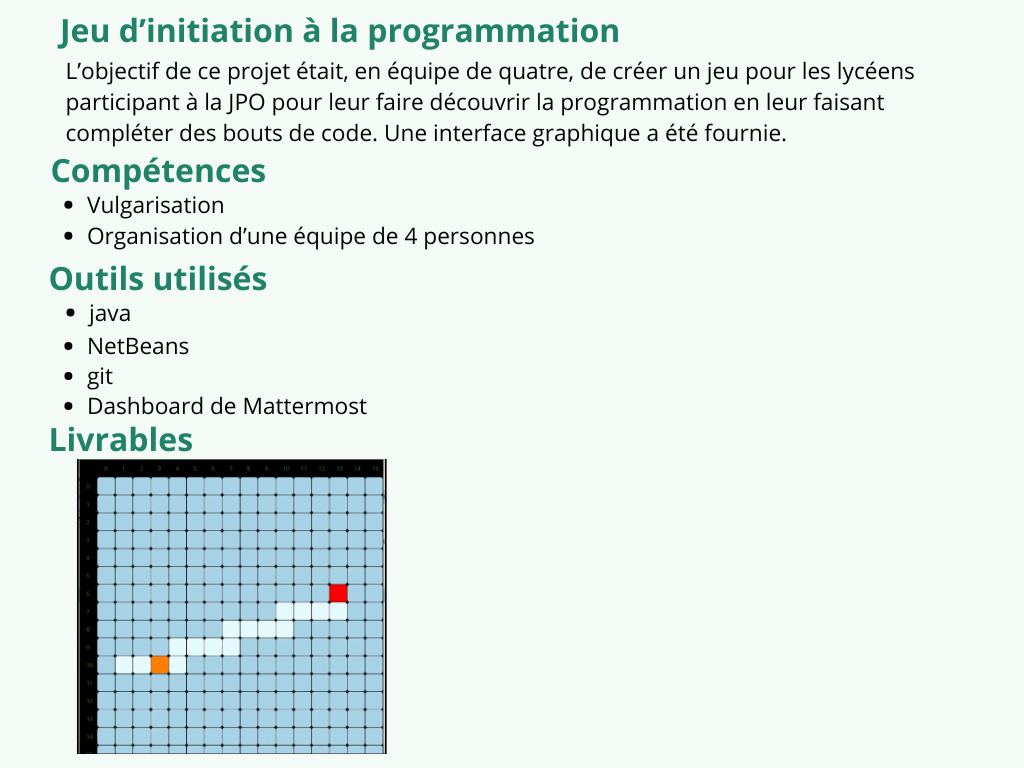 Jeu d’initiation à la programmation
L’objectif de ce projet était, en équipe de quatre, de créer un jeu pour les lycéens
participant à la JPO pour leur faire découvrir la programmation en leur faisant
compléter des bouts de code. Une interface graphique a été fournie.
Compétences
Vulgarisation
Organisation d’une équipe de 4 personnes
Outils utilisés
java
NetBeans
git
Dashboard de Mattermost
Livrables
0 1 2 3 4 5 6 7 8 9 10 11 12 13 14 15
0
1
2
3
4
5
6
7
8
9
10
11
12
13
14